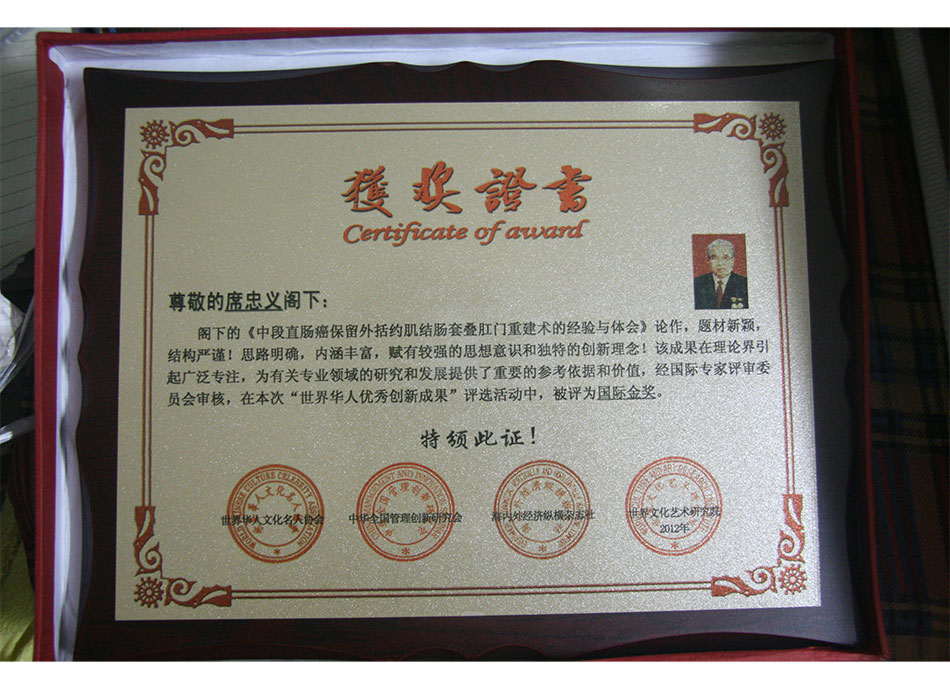 獲奖證書
Certificate of award
尊敬的席忠义阁下：
阁下的《中段直肠癌保留外括约肌结肠套叠肛门重建术的经验与体会》论作，题材新颖，
结构严谨！思路明确，内涵丰富，赋有较强的思想意识和独特的创新理念！该成果在理论界引
起广泛专注，为有关专业领域的研究和发展提供了重要的参考依据和价值，经国际专家评审委
员会审核，在本次“世界华人优秀创新成果”评选活动中，被评为国际金奖。
特颁此证！
世界华人文化名人协会
中华全国管理创新研究会
海内外经济纵横杂志社
世界文化艺术研究院
2012年